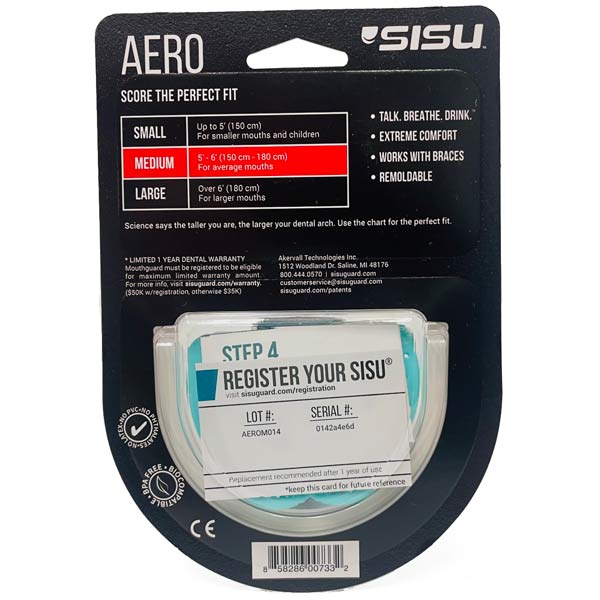 AERO
SISU™
SCORE THE PERFECT FIT
SMALL
Up to 5' (150 cm)
For smaller mouths and children
MEDIUM
5' - 6' (150 cm - 180 cm)
For average mouths
LARGE
Over 6' (180 cm)
For larger mouths
• TALK. BREATHE. DRINK.™
• EXTREME COMFORT
• WORKS WITH BRACES
• REMOLDABLE
Science says the taller you are, the larger your dental arch. Use the chart for the perfect fit.
* LIMITED 1 YEAR DENTAL WARRANTY
Mouthguard must be registered to be eligible
for maximum limited warranty amount.
For more info, visit sisuguard.com/warranty.
($50K w/registration, otherwise $35K)
Akervall Technologies Inc.
1512 Woodland Dr. Saline, MI 48176
800.444.0570 | sisuguard.com
customerservice@sisuguard.com
sisuguard.com/patents
STEP 4
REGISTER YOUR SISU®
visit sisuguard.com/registration
LOT #:
AEROM014
SERIAL #:
0142a4e6d
Replacement recommended after 1 year of use
*keep this card for future reference
NO LATEX•NO PVC•NO PHTHALATES
BPA FREE • BIOCOMPATIBLE •
CE
8 58286 00733 2